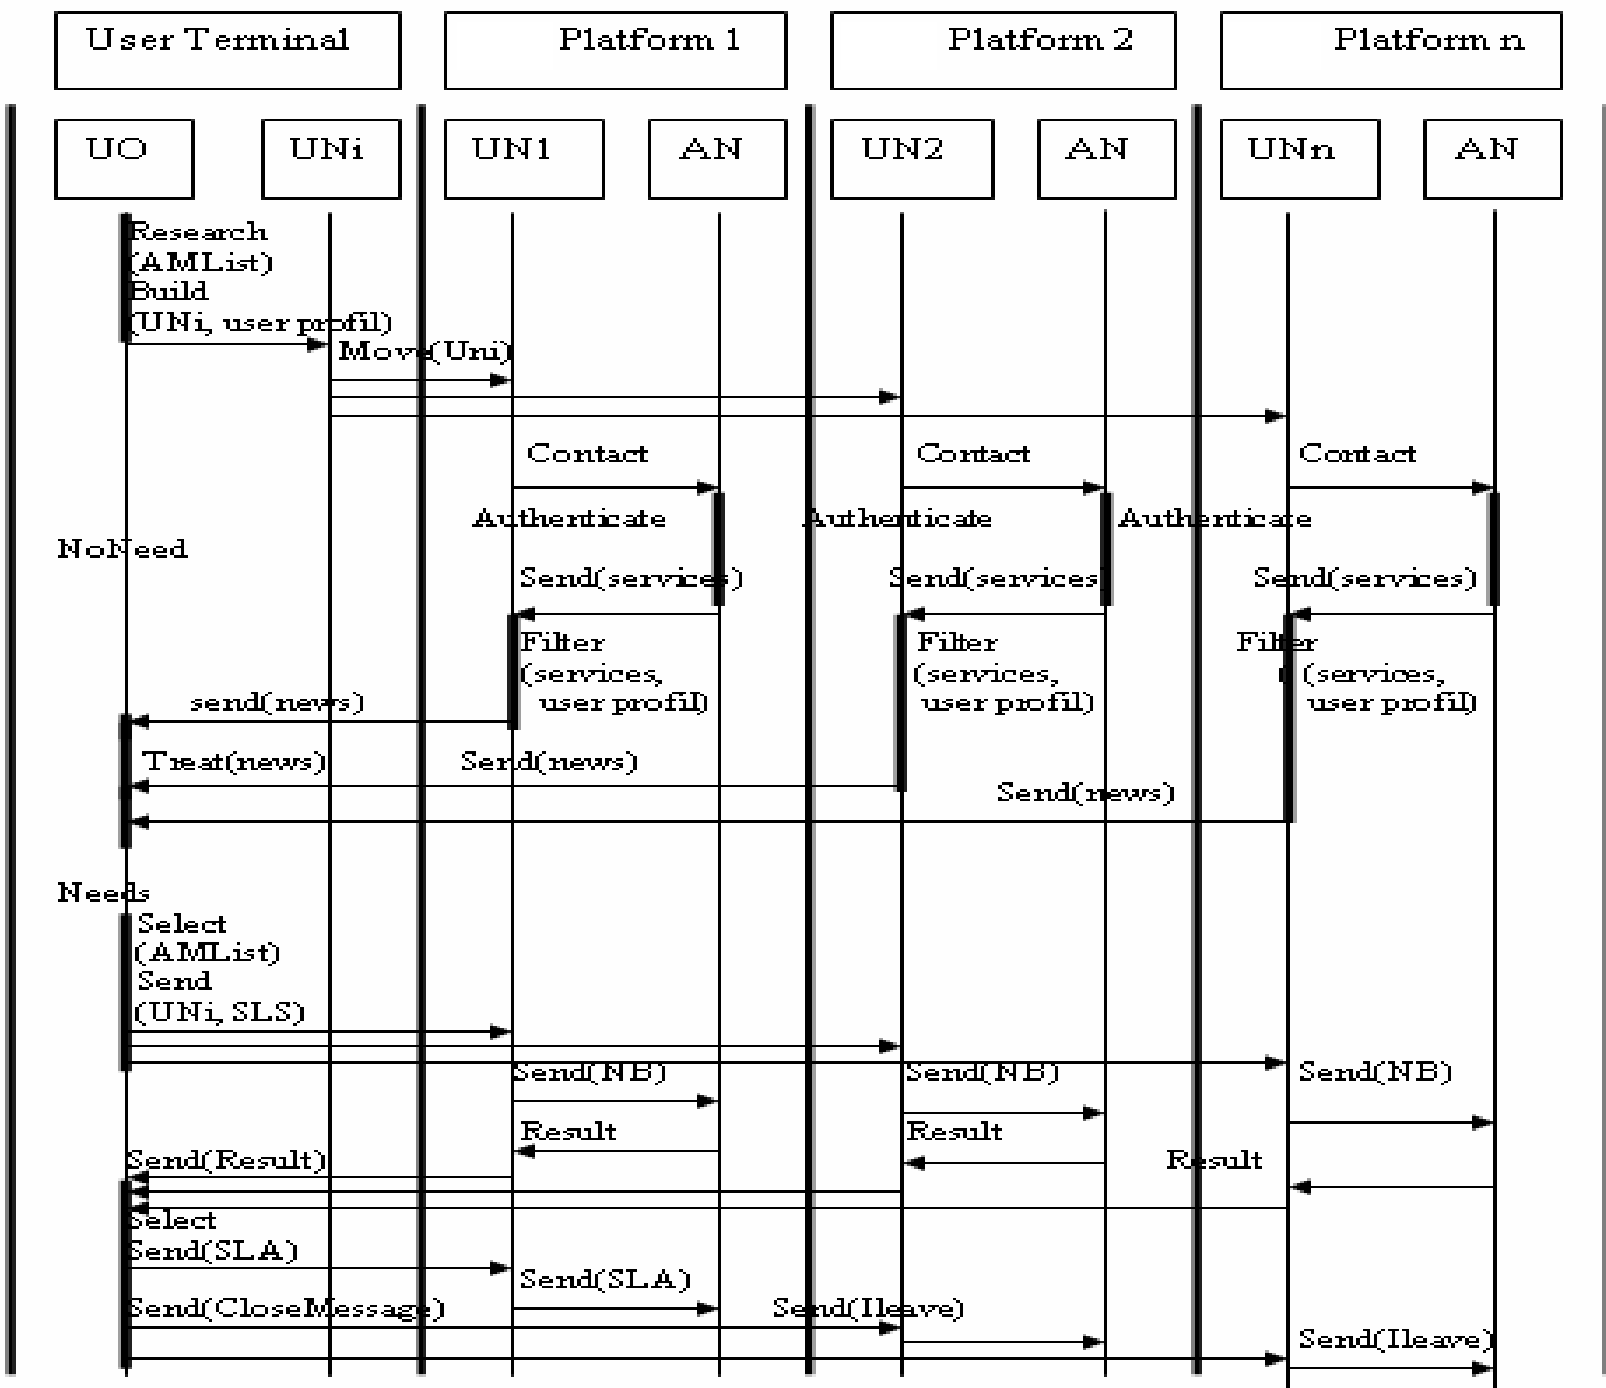 User Terminal Platform 1 Platform 2 Platform n
UO UNi UN1 AN UN2 AN UNn AN
Research
(AMList)
Build
(UNi, user profil)
Move(Uni)
Contact Contact Contact
Authenticate Authenticate Authenticate
NoNeed
Send(services) Send(services) Send(services)
Filter Filter Filter
(services, (services, ( (services,
user profil) user profil) user profil)
send(news)
Treat(news) Send(news)
Send(news)
Needs
Select
(AMList)
Send
(UNi, SLS)
Send(NB) Send(NB) Send(NB)
Result Result
Send(Result) Result
Select
Send(SLA)
Send(SLA)
Send(CloseMessage) Send(Ileave)
Send(Ileave)